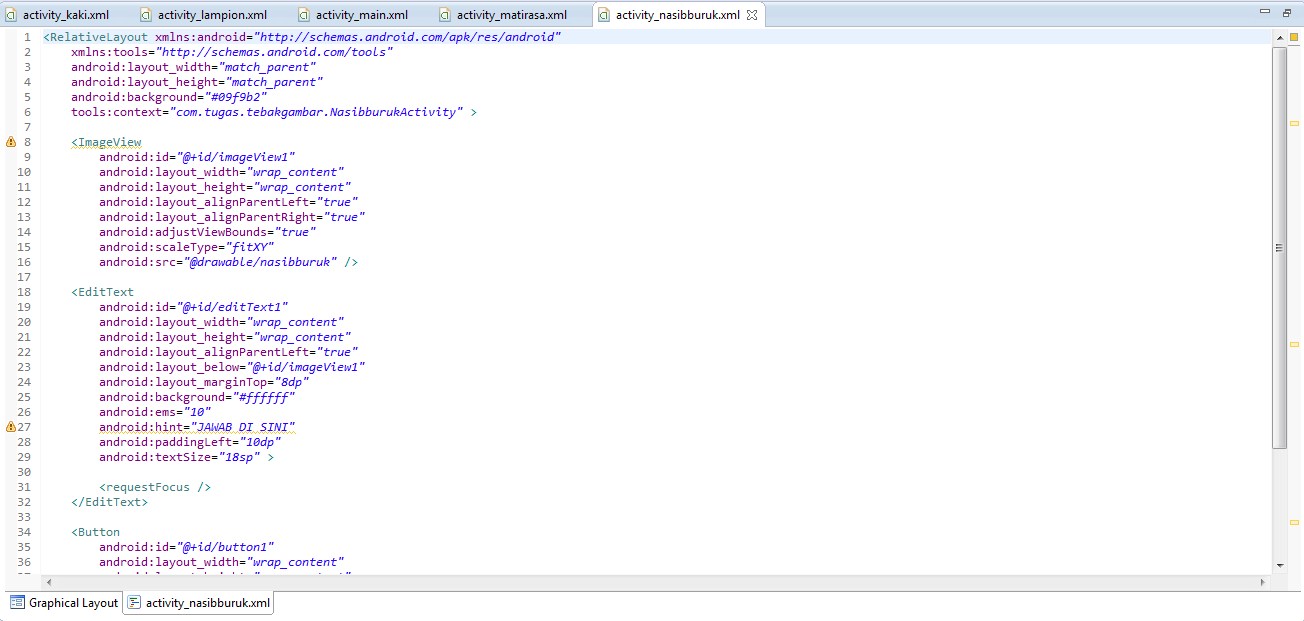 activity_kaki.xml activity_lampion.xml activity_main.xml activity_matirasa.xml activity_nasibburuk.xml
1 <RelativeLayout xmlns:android="http://schemas.android.com/apk/res/android"
2 xmlns:tools="http://schemas.android.com/tools"
3 android:layout_width="match_parent"
4 android:layout_height="match_parent"
5 android:background="#09f9b2"
6 tools:context="com.tugas.tebakgambar.NasibburukActivity" >
7
8 <ImageView
9 android:id="@+id/imageView1"
10 android:layout_width="wrap_content"
11 android:layout_height="wrap_content"
12 android:layout_alignParentLeft="true"
13 android:layout_alignParentRight="true"
14 android:adjustViewBounds="true"
15 android:scaleType="fitXY"
16 android:src="@drawable/nasibburuk" />
17
18 <EditText
19 android:id="@+id/editText1"
20 android:layout_width="wrap_content"
21 android:layout_height="wrap_content"
22 android:layout_alignParentLeft="true"
23 android:layout_below="@+id/imageView1"
24 android:layout_marginTop="8dp"
25 android:background="#ffffff"
26 android:ems="10"
27 android:hint="JAWAB DI SINI"
28 android:paddingLeft="10dp"
29 android:textSize="18sp" >
30
31 <requestFocus />
32 </EditText>
33
34 <Button
35 android:id="@+id/button1"
36 android:layout_width="wrap_content"
Graphical Layout activity_nasibburuk.xml